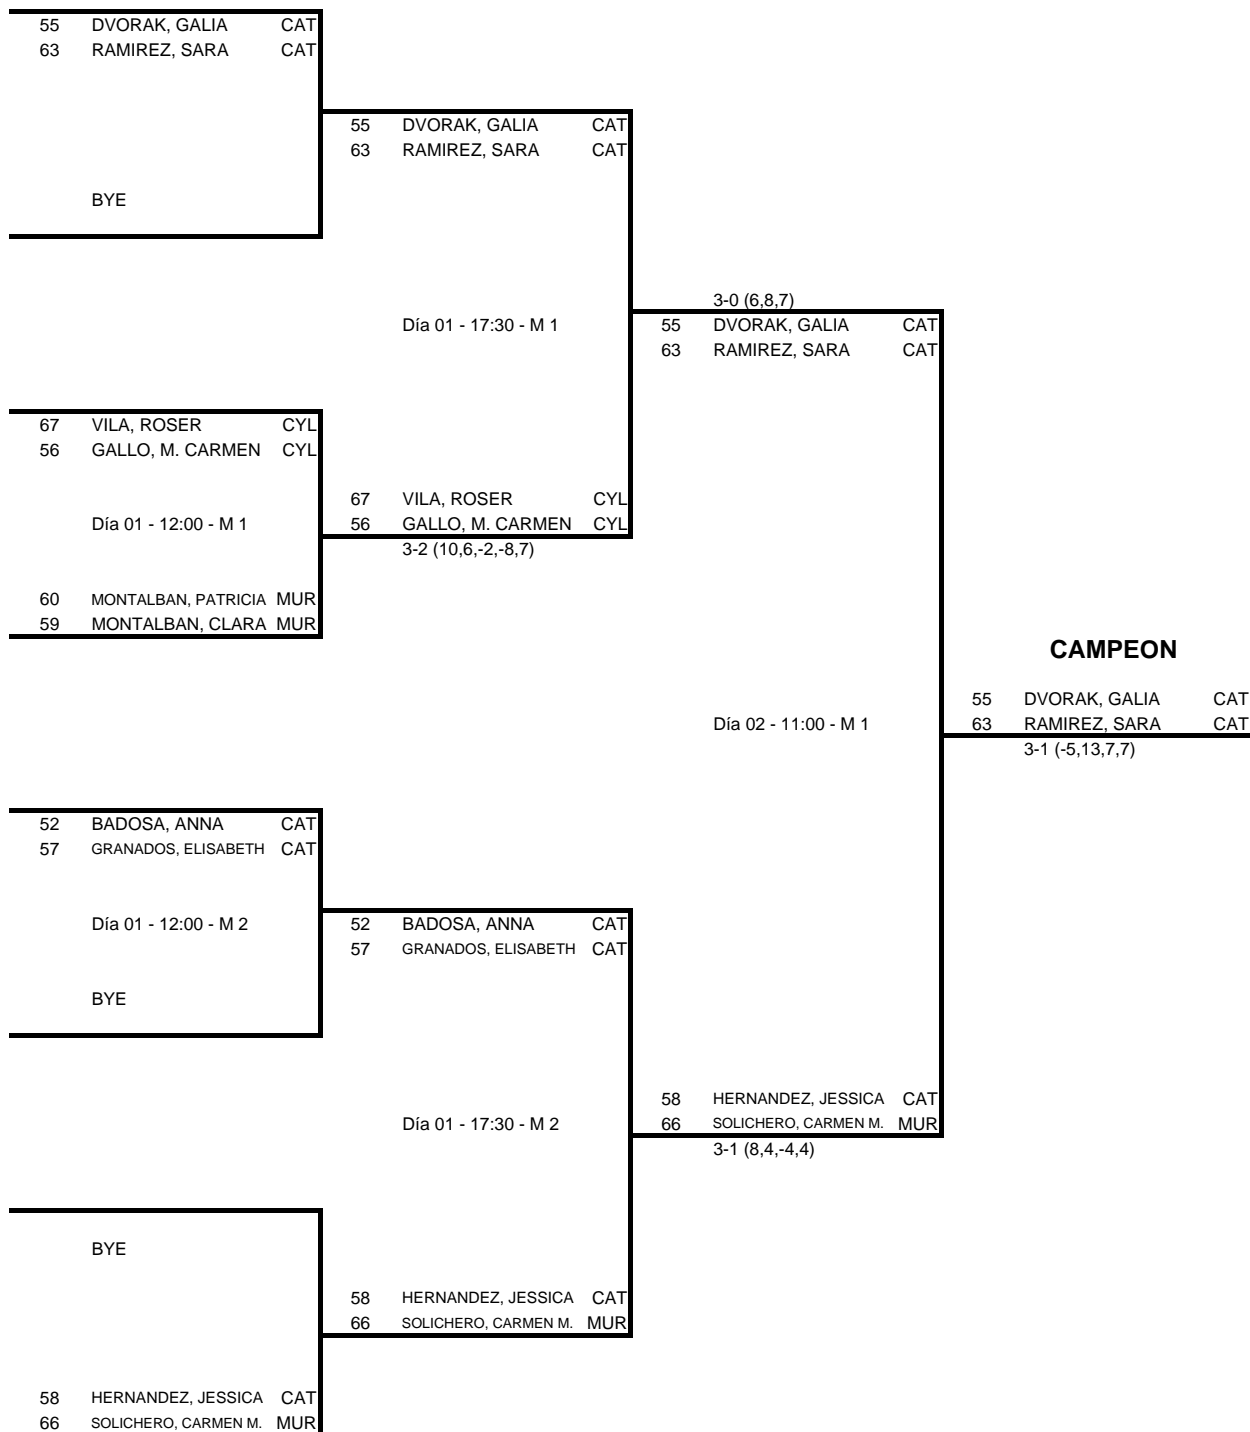 55 DVORAK, GALIA CAT
63 RAMIREZ, SARA CAT
55 DVORAK, GALIA CAT
63 RAMIREZ, SARA CAT
BYE
3-0 (6,8,7)
Día 01 - 17:30 - M 1
55 DVORAK, GALIA CAT
63 RAMIREZ, SARA CAT
67 VILA, ROSER CYL
56 GALLO, M. CARMEN CYL
67 VILA, ROSER CYL
Día 01 - 12:00 - M 1
56 GALLO, M. CARMEN CYL
3-2 (10,6,-2,-8,7)
60 MONTALBAN, PATRICIA MUR
59 MONTALBAN, CLARA MUR
CAMPEON
55 DVORAK, GALIA CAT
Día 02 - 11:00 - M 1
63 RAMIREZ, SARA CAT
3-1 (-5,13,7,7)
52 BADOSA, ANNA CAT
57 GRANADOS, ELISABETH CAT
Día 01 - 12:00 - M 2
52 BADOSA, ANNA CAT
57 GRANADOS, ELISABETH CAT
BYE
58 HERNANDEZ, JESSICA CAT
Día 01 - 17:30 - M 2
66 SOLICHERO, CARMEN M. MUR
3-1 (8,4,-4,4)
BYE
58 HERNANDEZ, JESSICA CAT
66 SOLICHERO, CARMEN M. MUR
58 HERNANDEZ, JESSICA CAT
66 SOLICHERO, CARMEN M. MUR